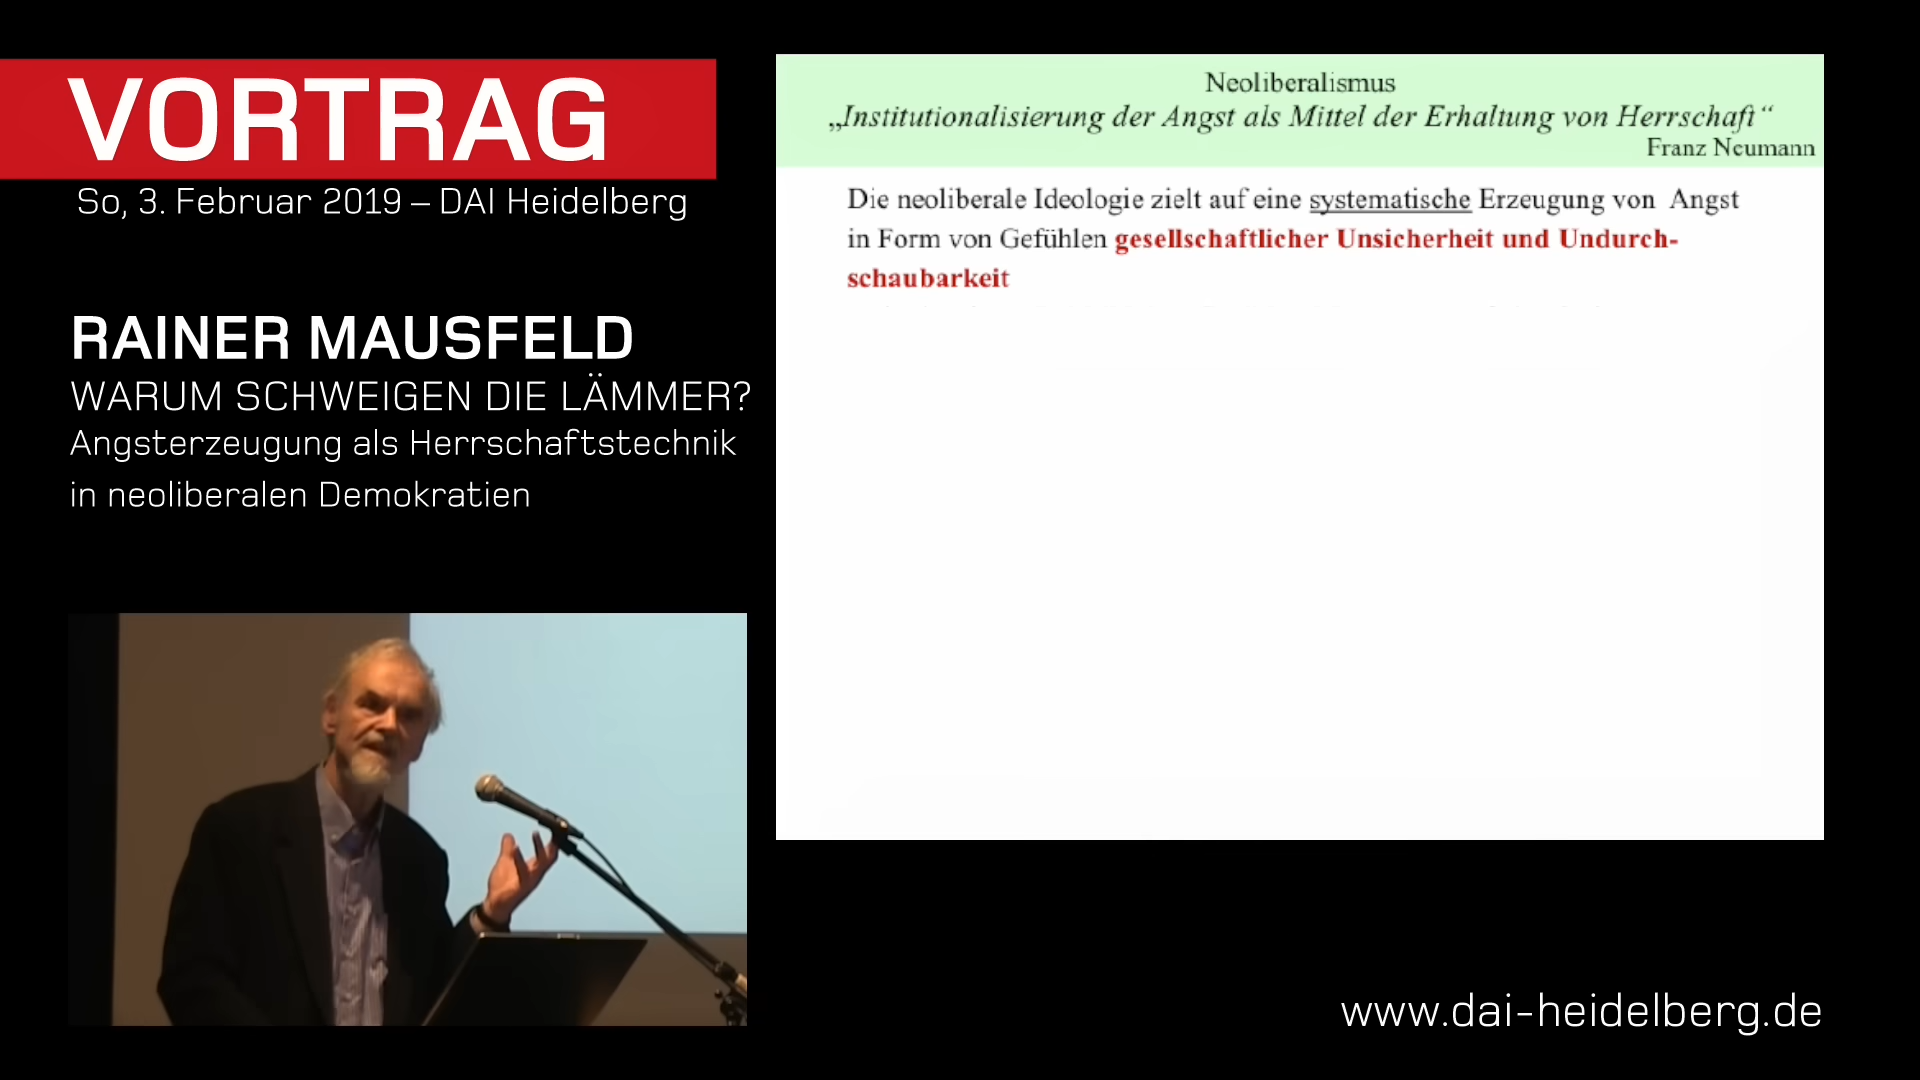 VORTRAG
So, 3. Februar 2019 – DAI Heidelberg
RAINER MAUSFELD
WARUM SCHWEIGEN DIE LÄMMER?
Angsterzeugung als Herrschaftstechnik
in neoliberalen Demokratien
Neoliberalismus
„Institutionalisierung der Angst als Mittel der Erhaltung von Herrschaft“
Franz Neumann
Die neoliberale Ideologie zielt auf eine systematische Erzeugung von Angst
in Form von Gefühlen gesellschaftlicher Unsicherheit und Undurch-
schaubarkeit
www.dai-heidelberg.de